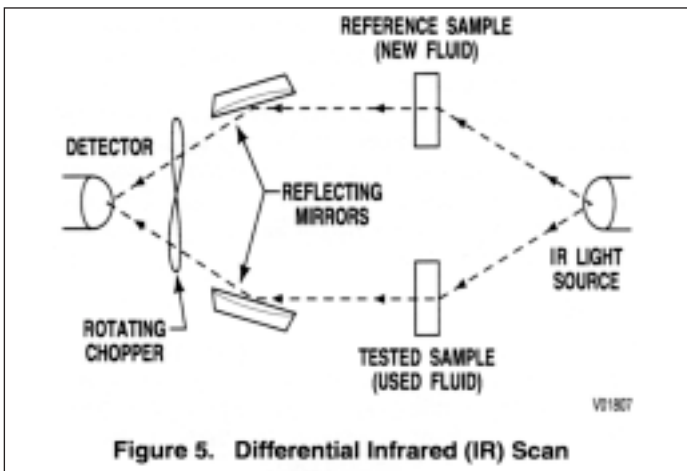 REFERENCE SAMPLE
(NEW FLUID)
DETECTOR
REFLECTING
MIRRORS
IR LIGHT
SOURCE
ROTATING
CHOPPER
TESTED SAMPLE
(USED FLUID)
V01807
Figure 5. Differential Infrared (IR) Scan